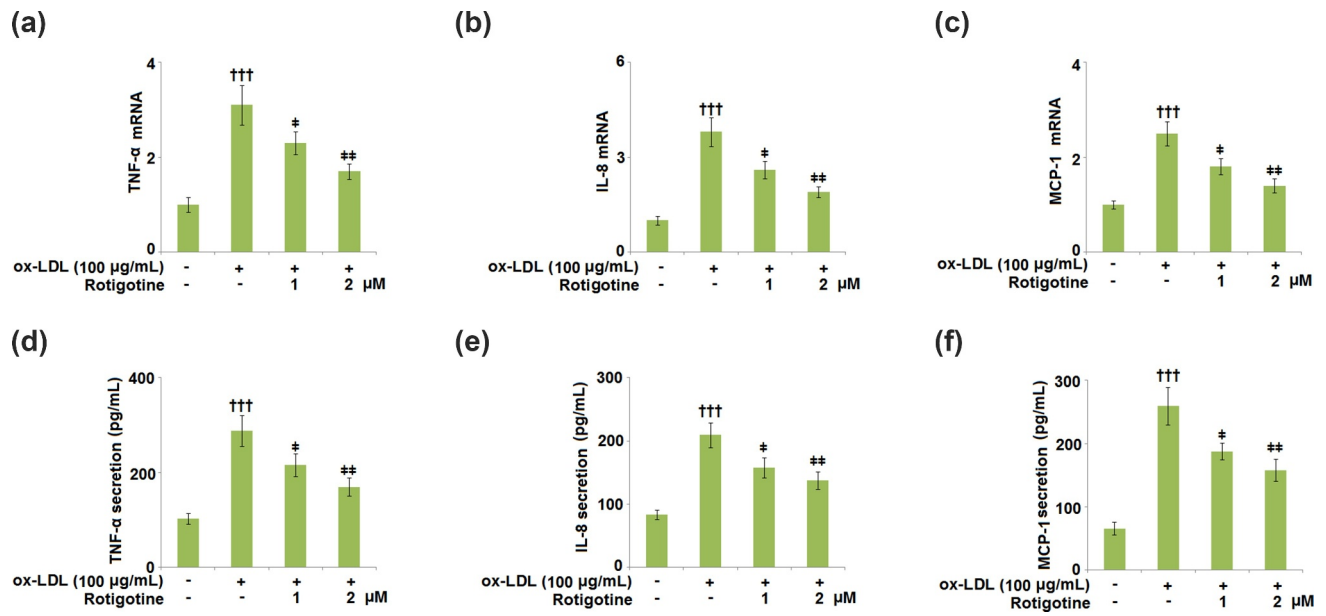 (a)
(b)
(c)
TNF-α mRNA
4
2
0
†††
‡
‡‡
ox-LDL (100 µg/mL) - + + +
Rotigotine - - 1 2 µM
IL-8 mRNA
6
3
0
†††
‡
‡‡
ox-LDL (100 µg/mL) - + + +
Rotigotine - - 1 2 µM
MCP-1 mRNA
4
2
0
†††
‡
‡‡
ox-LDL (100 µg/mL) - + + +
Rotigotine - - 1 2 µM
(d)
(e)
(f)
TNF-α secretion (pg/mL)
400
200
0
†††
‡
‡‡
ox-LDL (100 µg/mL) - + + +
Rotigotine - - 1 2 µM
IL-8 secretion (pg/mL)
300
200
100
0
†††
‡
‡‡
ox-LDL (100 µg/mL) - + + +
Rotigotine - - 1 2 µM
MCP-1 secretion (pg/mL)
300
200
100
0
†††
‡
‡‡
ox-LDL (100 µg/mL) - + + +
Rotigotine - - 1 2 µM